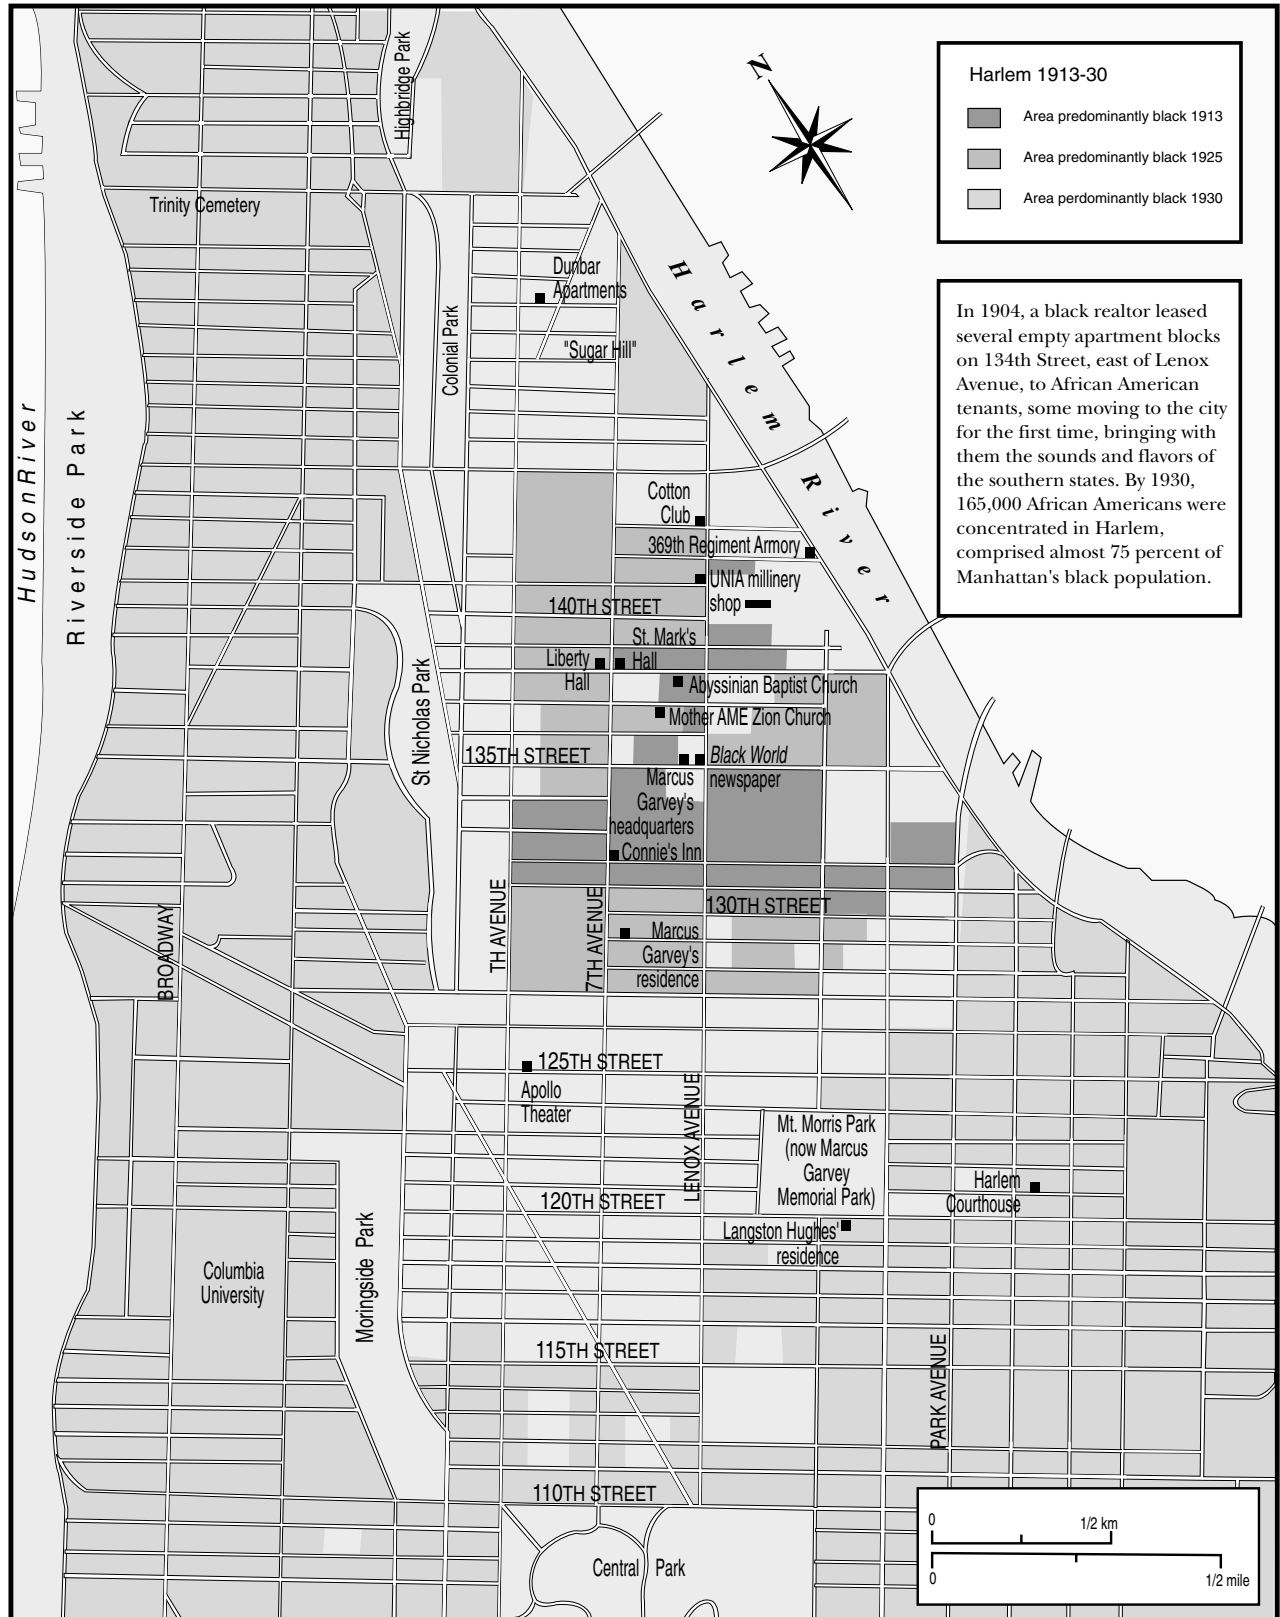 Harlem 1913-30
Area predominantly black 1913
Area predominantly black 1925
Area perdominantly black 1930
In 1904, a black realtor leased
several empty apartment blocks
on 134th Street, east of Lenox
Avenue, to African American
tenants, some moving to the city
for the first time, bringing with
them the sounds and flavors of
the southern states. By 1930,
165,000 African Americans were
concentrated in Harlem,
comprised almost 75 percent of
Manhattan's black population.
N
Highbridge Park
Trinity Cemetery
Dunbar
Apartments
"Sugar Hill"
Colonial Park
Harlem River
HudsonRiver
Riverside Park
Cotton
Club
369th Regiment Armory
UNIA millinery
shop
140TH STREET
St. Mark's
Hall
Liberty
Hall
St Nicholas Park
Abyssinian Baptist Church
Mother AME Zion Church
135TH STREET
Black World
newspaper
Marcus
Garvey's
headquarters
Connie's Inn
TH AVENUE
7TH AVENUE
130TH STREET
BROADWAY
Marcus
Garvey's
residence
125TH STREET
Apollo
Theater
LENOX AVENUE
Mt. Morris Park
(now Marcus
Garvey
Memorial Park)
Harlem
Courthouse
120TH STREET
Langston Hughes'
residence
Columbia
University
Moringside Park
115TH STREET
PARK AVENUE
110TH STREET
Central Park
0
1/2 km
0
1/2 mile